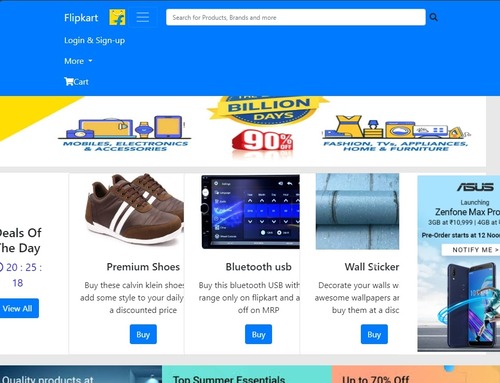 Flipkart
Search for Products, Brands and more
Login & Sign-up
More
Cart
BILLION
DAYS
90%
OFF
MOBILES, ELECTRONICS
& ACCESSORIES
FASHION, TVs, APPLIANCES,
HOME & FURNITURE
Deals Of
The Day
20 : 25 :
18
View All
Premium Shoes
Buy these calvin klein shoes
add some style to your daily
a discounted price
Buy
Bluetooth usb
Buy this bluetooth USB with
range only on flipkart and a
off on MRP
Buy
Wall Sticker
Decorate your walls w
awesome wallpapers ar
buy them at this
Buy
ASUS
Launching
Zenfone Max Pro
3GB at ₹10,999 | 4GB at ₹
Pre-Order starts at 12 Noon
NOTIFY ME >
Quality products at
Top Summer Essentials
Up to 70% Off